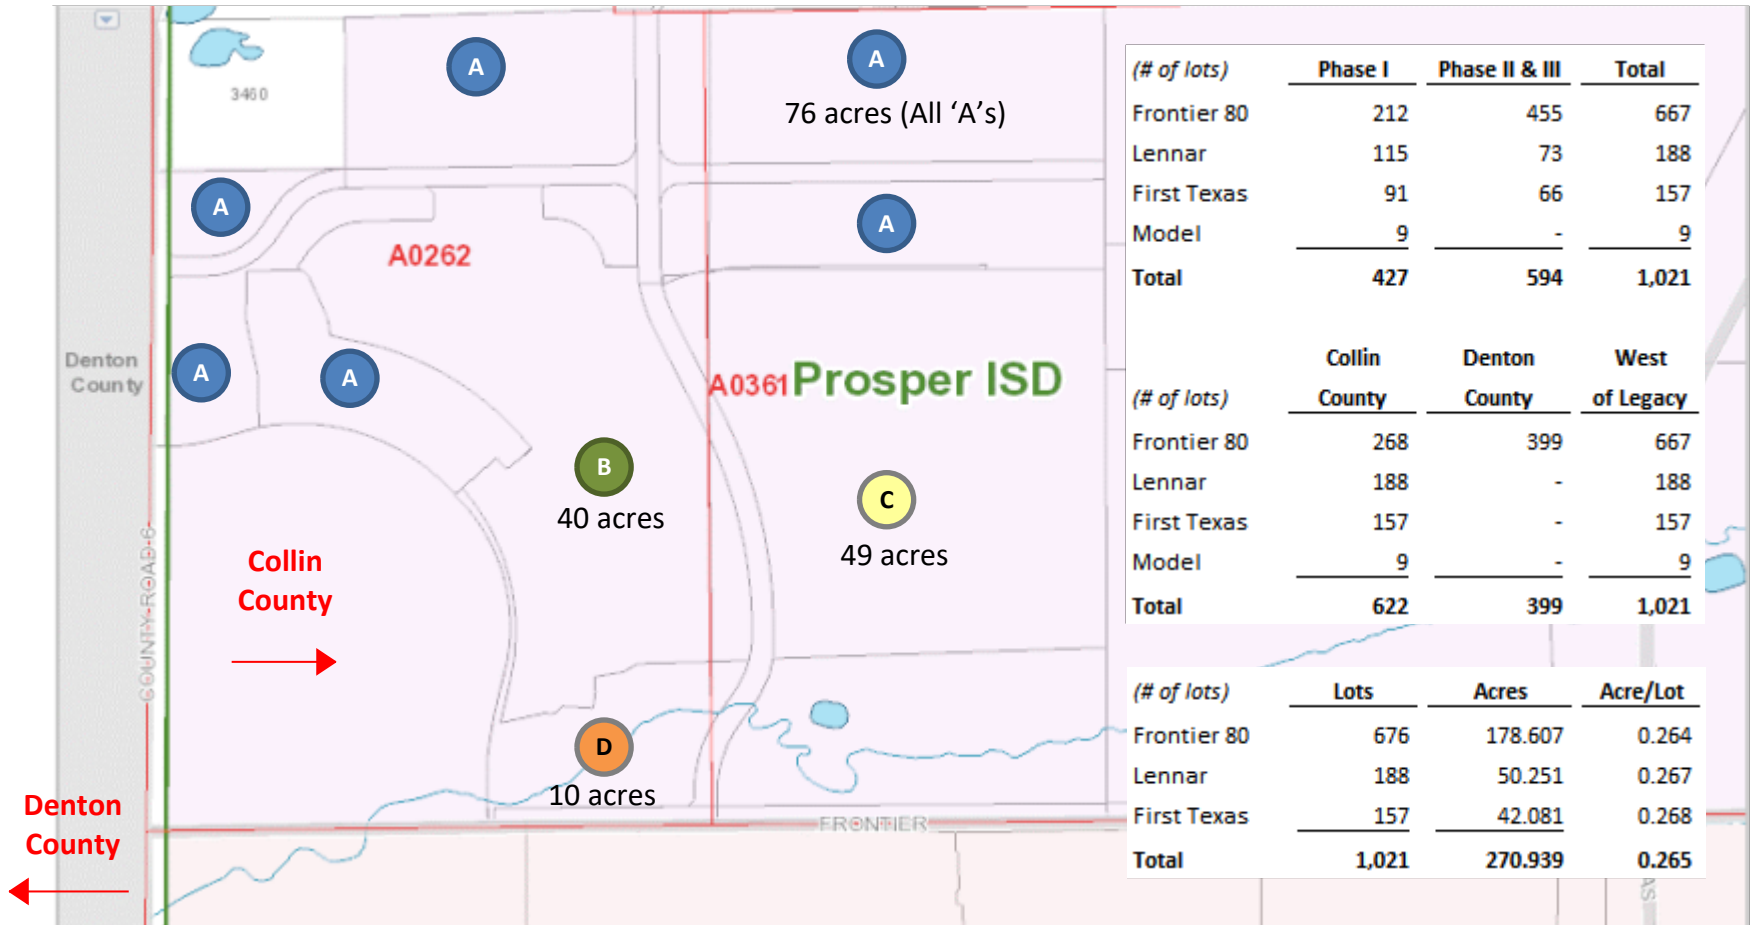 A
A
76 acres (All ‘A’s)
3460
A
A
A0262
Denton
County
A
A
A0361 Prosper ISD
B
40 acres
C
49 acres
COUNTY-ROAD-6
Collin
County
D
10 acres
Denton
County
FRONTIER
(# of lots) Phase I Phase II & III Total
Frontier 80 212 455 667
Lennar 115 73 188
First Texas 91 66 157
Model 9 - 9
Total 427 594 1,021
Collin Denton West
(# of lots) County County of Legacy
Frontier 80 268 399 667
Lennar 188 - 188
First Texas 157 - 157
Model 9 - 9
Total 622 399 1,021
(# of lots) Lots Acres Acre/Lot
Frontier 80 676 178.607 0.264
Lennar 188 50.251 0.267
First Texas 157 42.081 0.268
Total 1,021 270.939 0.265